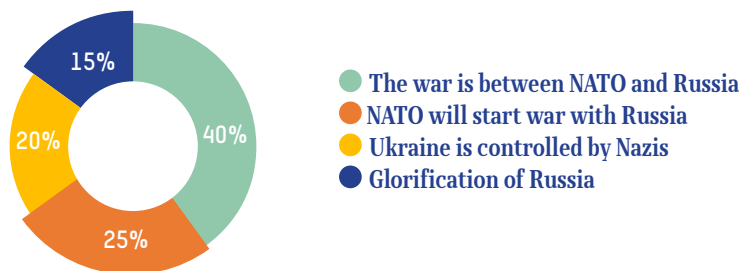 15%
40%
20%
25%
The war is between NATO and Russia
NATO will start war with Russia
Ukraine is controlled by Nazis
Glorification of Russia